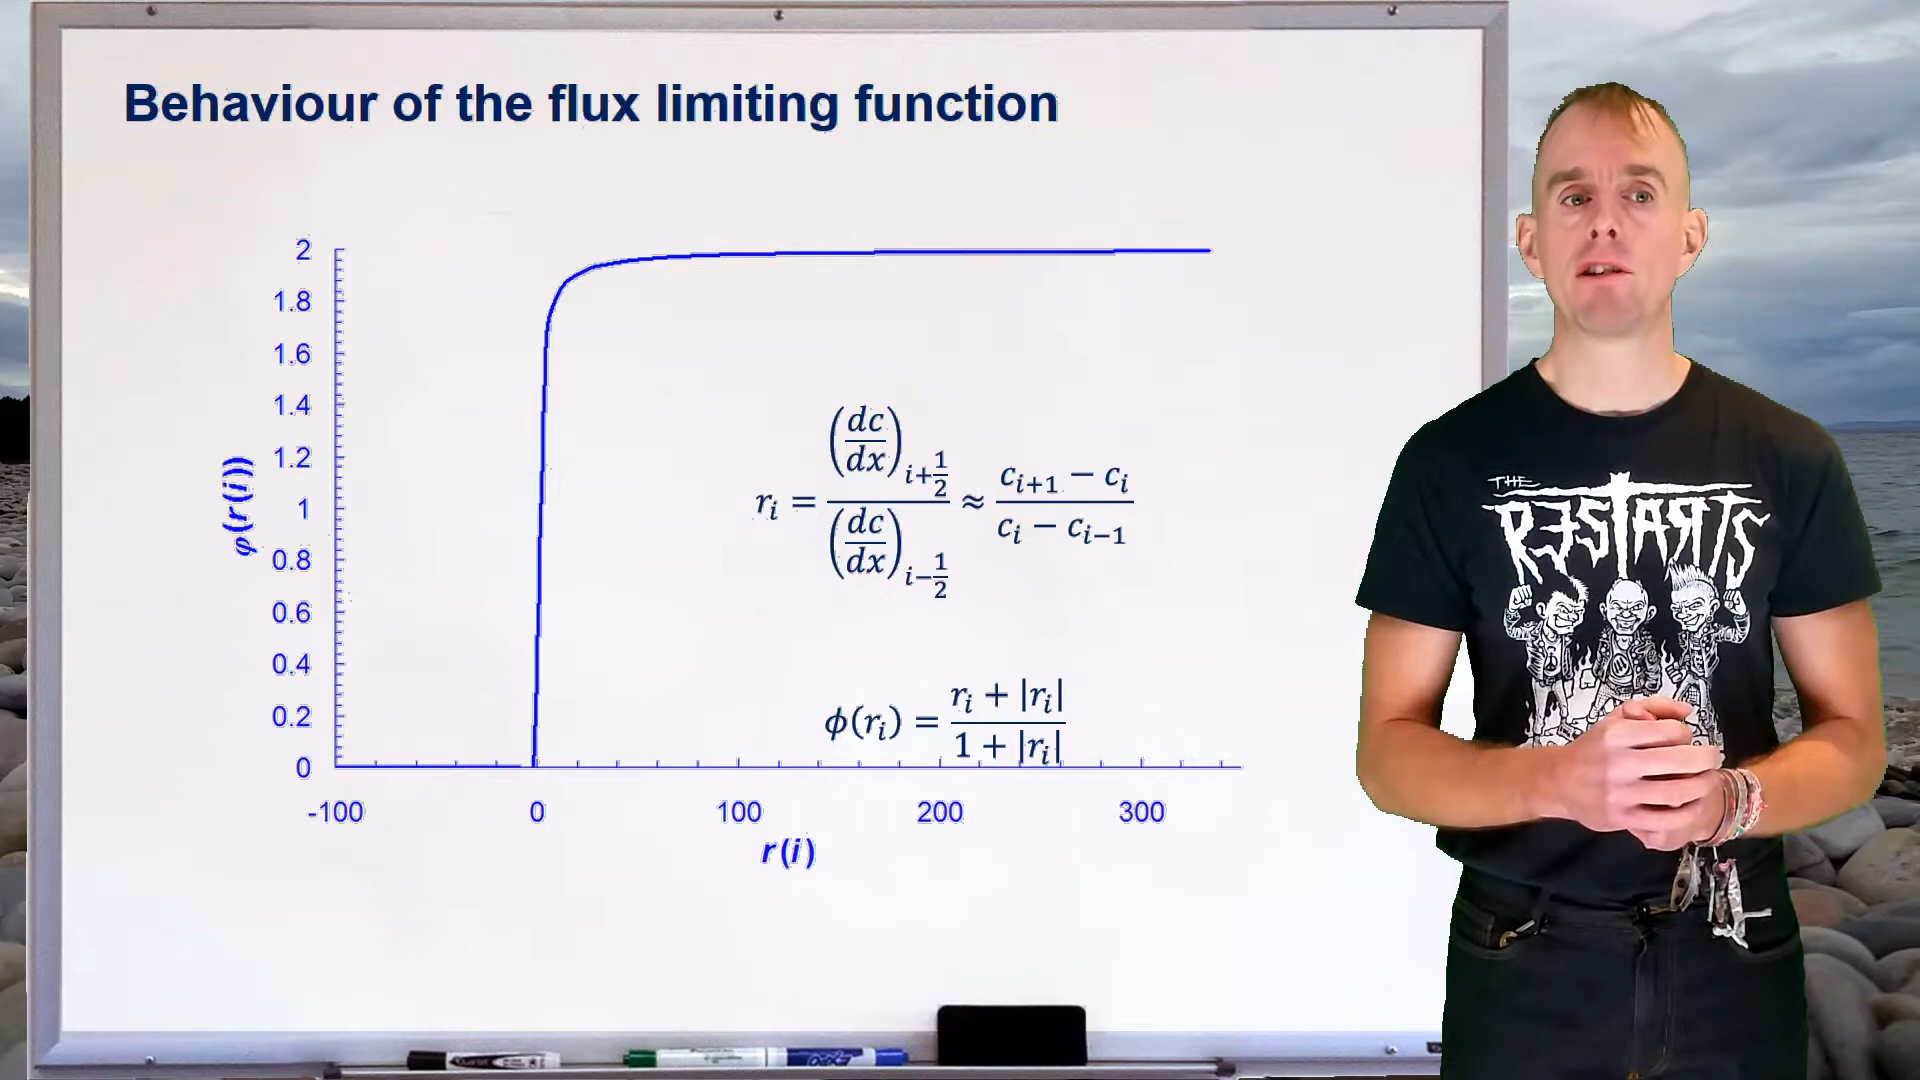 Behaviour of the flux limiting function
2
1.8
1.6
1.4
1.2
1
0.8
0.6
0.4
0.2
0
φ(r(i))
-100 0 100 200 300
r(i)
r_i = (dc/dx)_{i+1/2} / (dc/dx)_{i-1/2} ≈ (c_{i+1} − c_i) / (c_i − c_{i−1})
ϕ(r_i) = (r_i + |r_i|) / (1 + |r_i|)
THE
RESTARTS